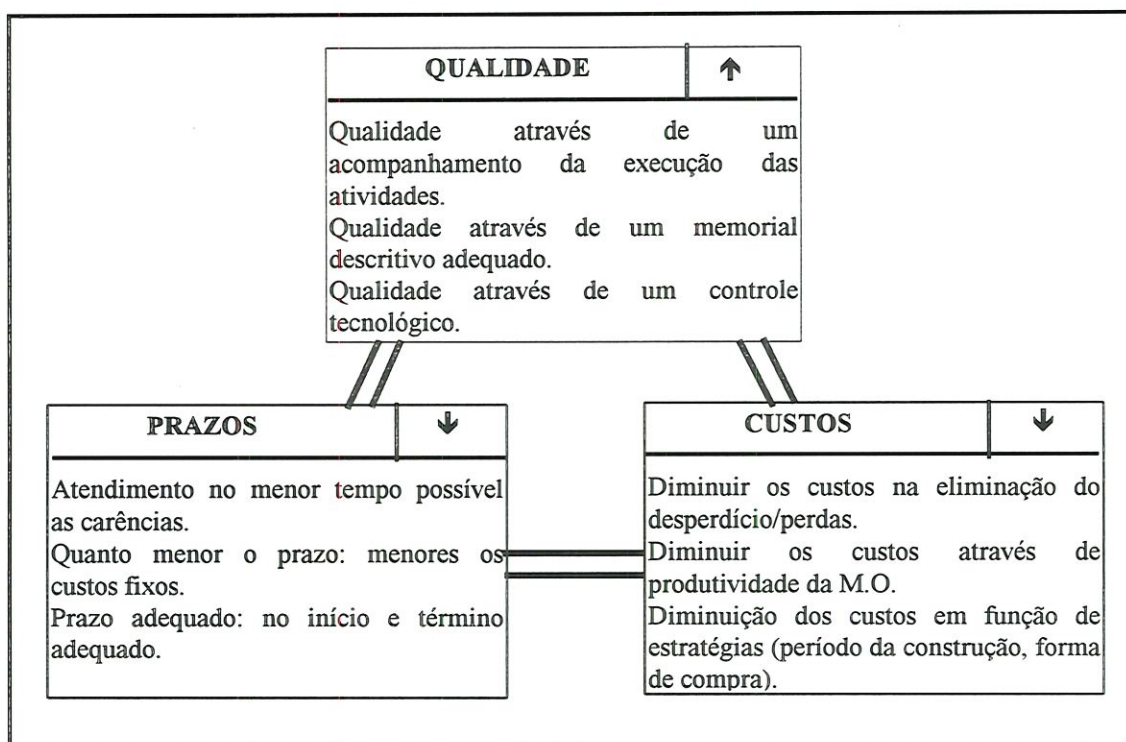 QUALIDADE ↑
Qualidade através de um
acompanhamento da execução das
atividades.
Qualidade através de um memorial
descritivo adequado.
Qualidade através de um controle
tecnológico.
PRAZOS ↓
Atendimento no menor tempo possível
as carências.
Quanto menor o prazo: menores os
custos fixos.
Prazo adequado: no início e término
adequado.
CUSTOS ↓
Diminuir os custos na eliminação do
desperdício/perdas.
Diminuir os custos através de
produtividade da M.O.
Diminuição dos custos em função de
estratégias (período da construção, forma
de compra).